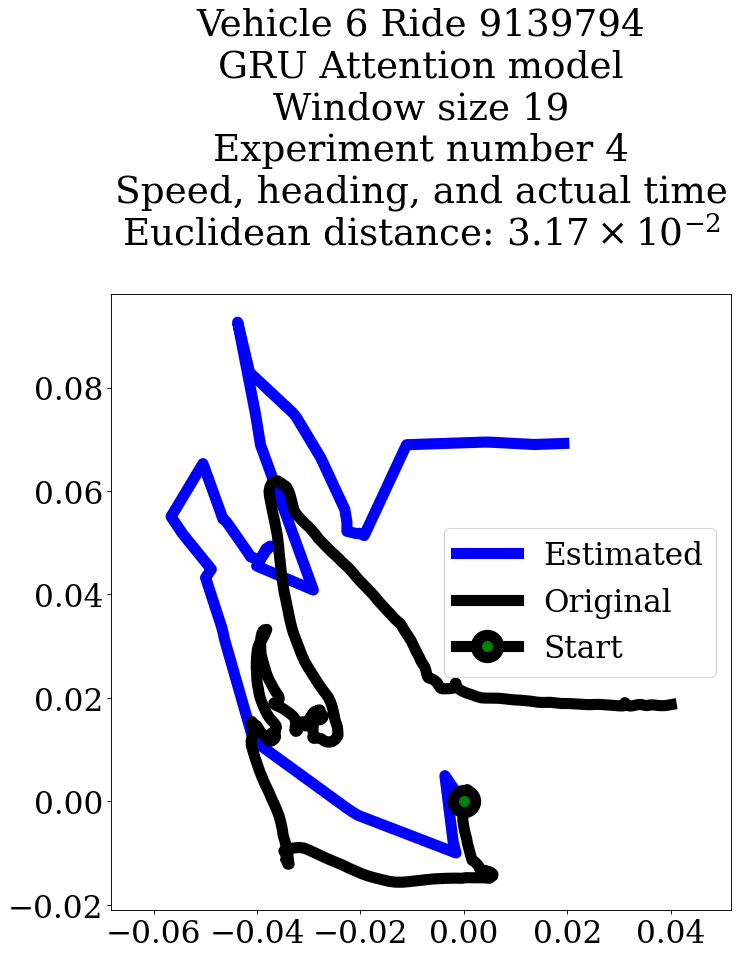 Vehicle 6 Ride 9139794
GRU Attention model
Window size 19
Experiment number 4
Speed, heading, and actual time
Euclidean distance: 3.17 × 10⁻²
0.08
0.06
0.04
0.02
0.00
−0.02
Estimated
Original
Start
−0.06 −0.04 −0.02 0.00 0.02 0.04